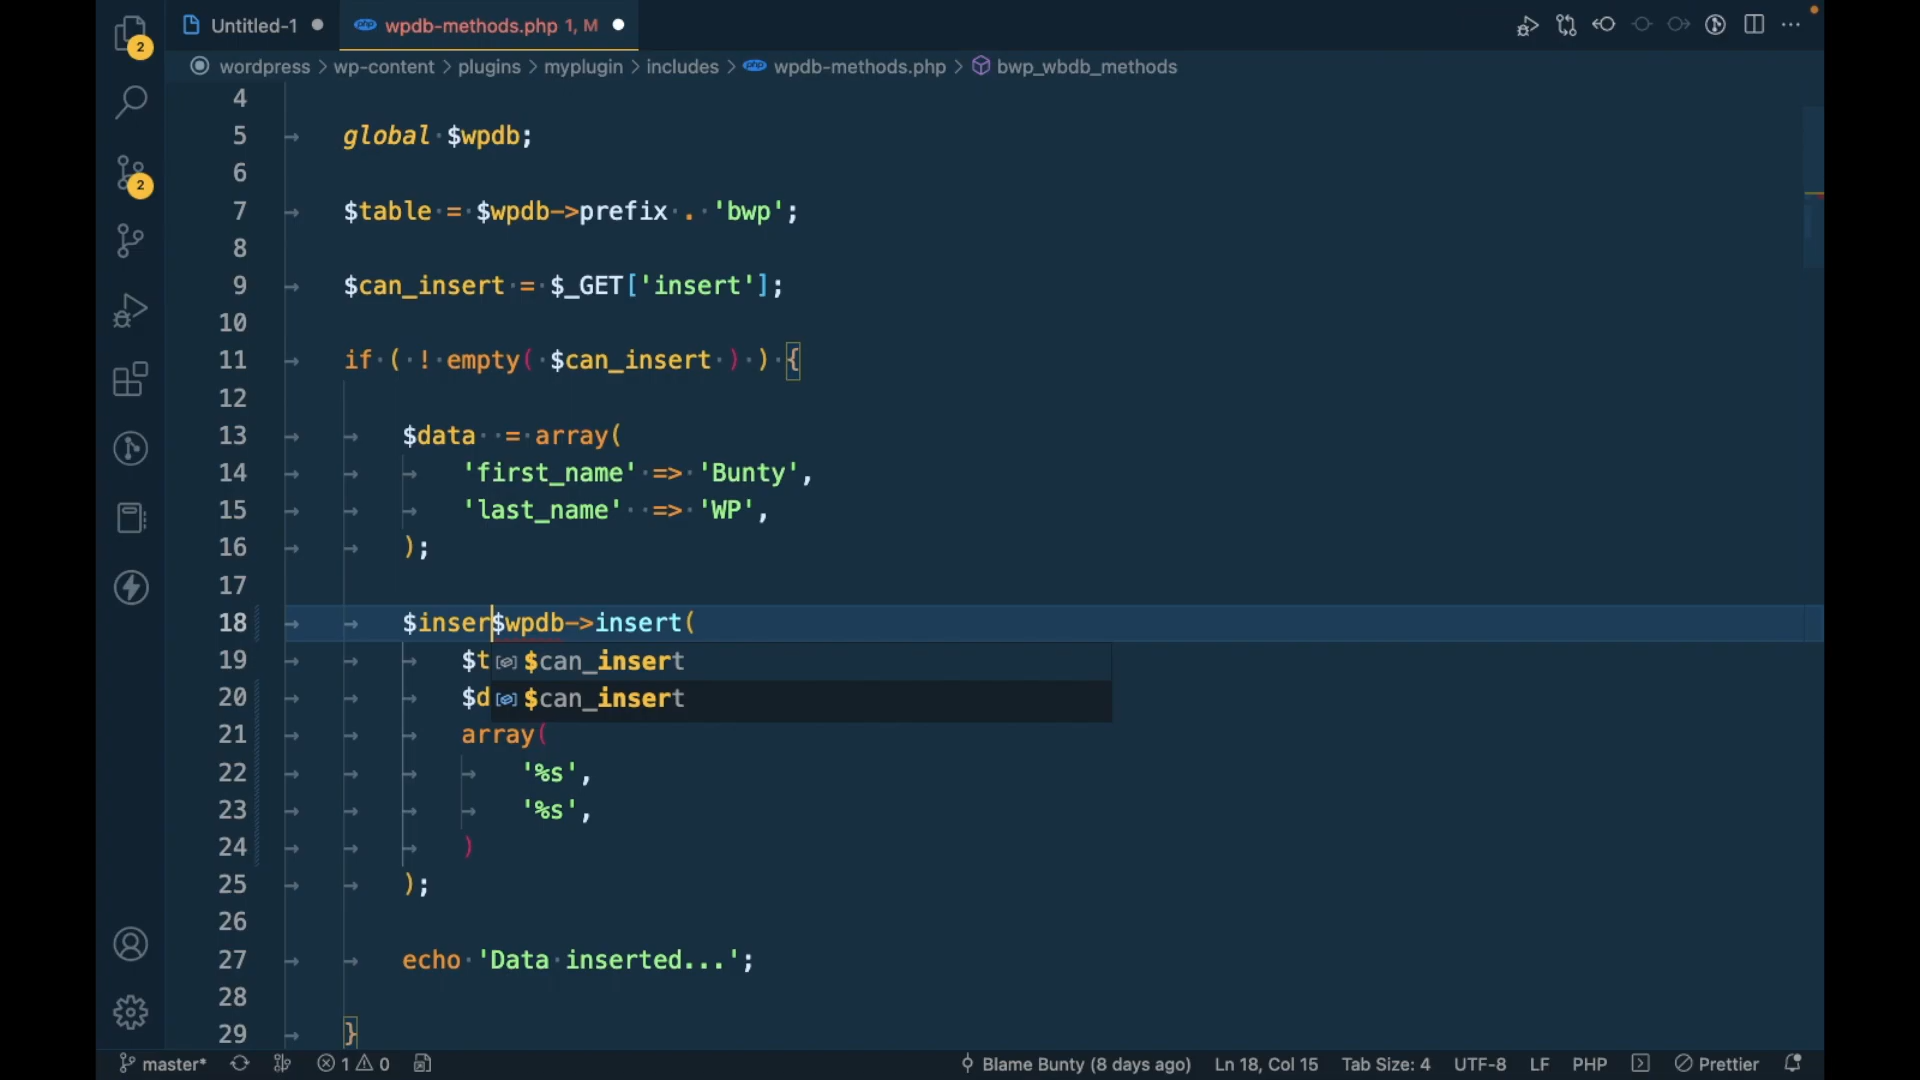 Untitled-1
php wpdb-methods.php 1, M
wordpress > wp-content > plugins > myplugin > includes > php wpdb-methods.php > bwp_wbdb_methods
2
2
4
5 global $wpdb;
6
7 $table = $wpdb->prefix . 'bwp';
8
9 $can_insert = $_GET['insert'];
10
11 if ( ! empty( $can_insert ) ) {
12
13 $data  = array(
14 'first_name' => 'Bunty',
15 'last_name'  => 'WP',
16 );
17
18 $inser$wpdb->insert(
19 $t $can_insert
20 $d $can_insert
21 array(
22 '%s',
23 '%s',
24 )
25 );
26
27 echo 'Data inserted...';
28
29 }
master* 1 0 Blame Bunty (8 days ago) Ln 18, Col 15 Tab Size: 4 UTF-8 LF PHP Prettier